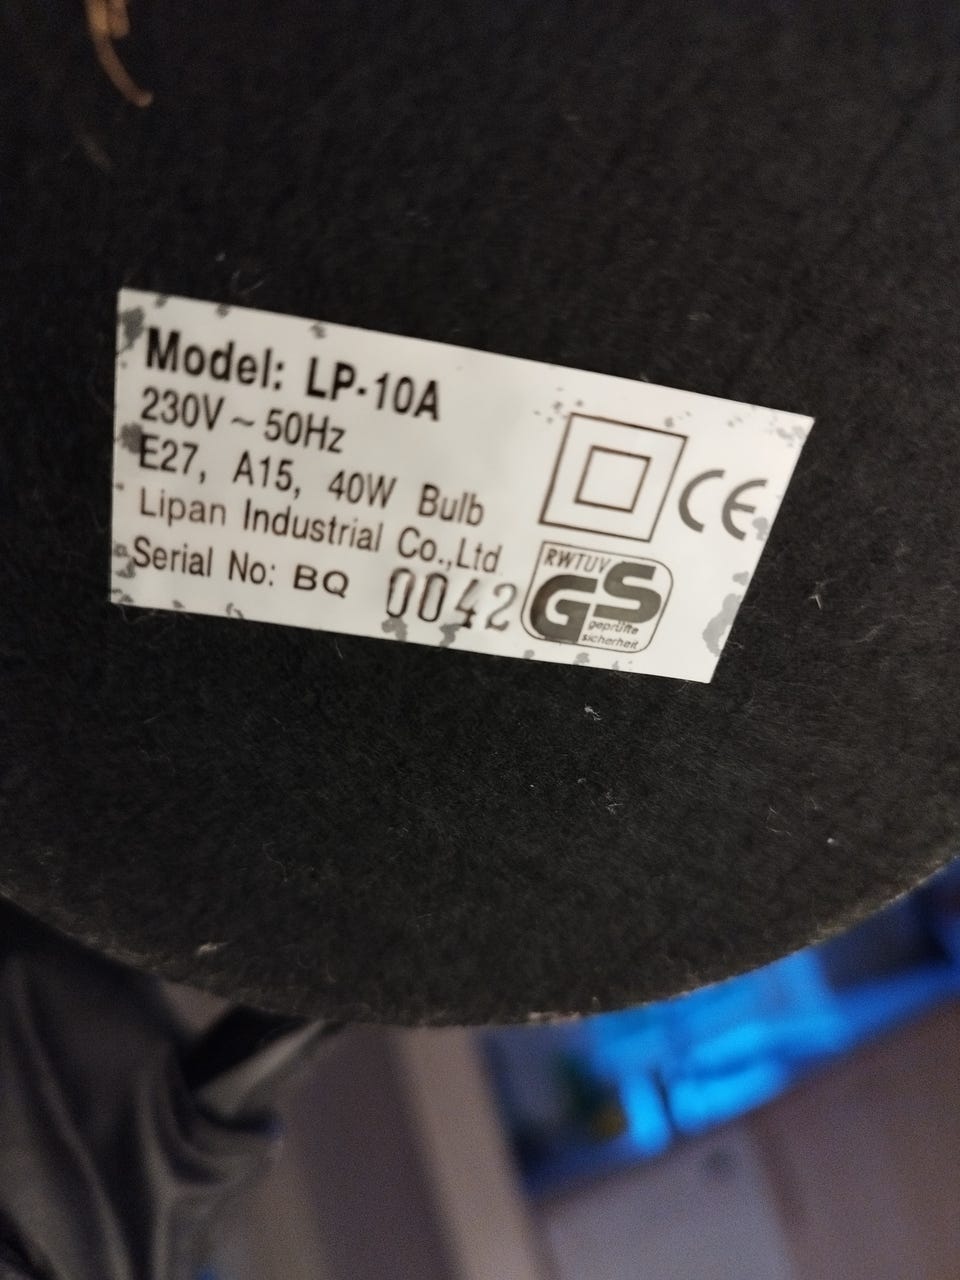 Model: LP-10A
230V ~ 50Hz
E27, A15, 40W Bulb
Lipan Industrial Co.,Ltd
Serial No: BQ 0042
CE
RWTUV
GS
geprüfte
sicherheit